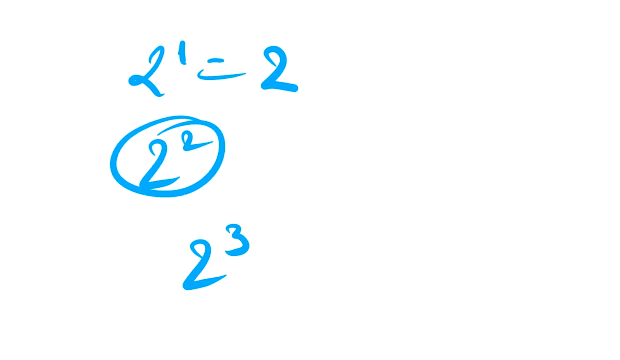 2¹ = 2
2²
2³